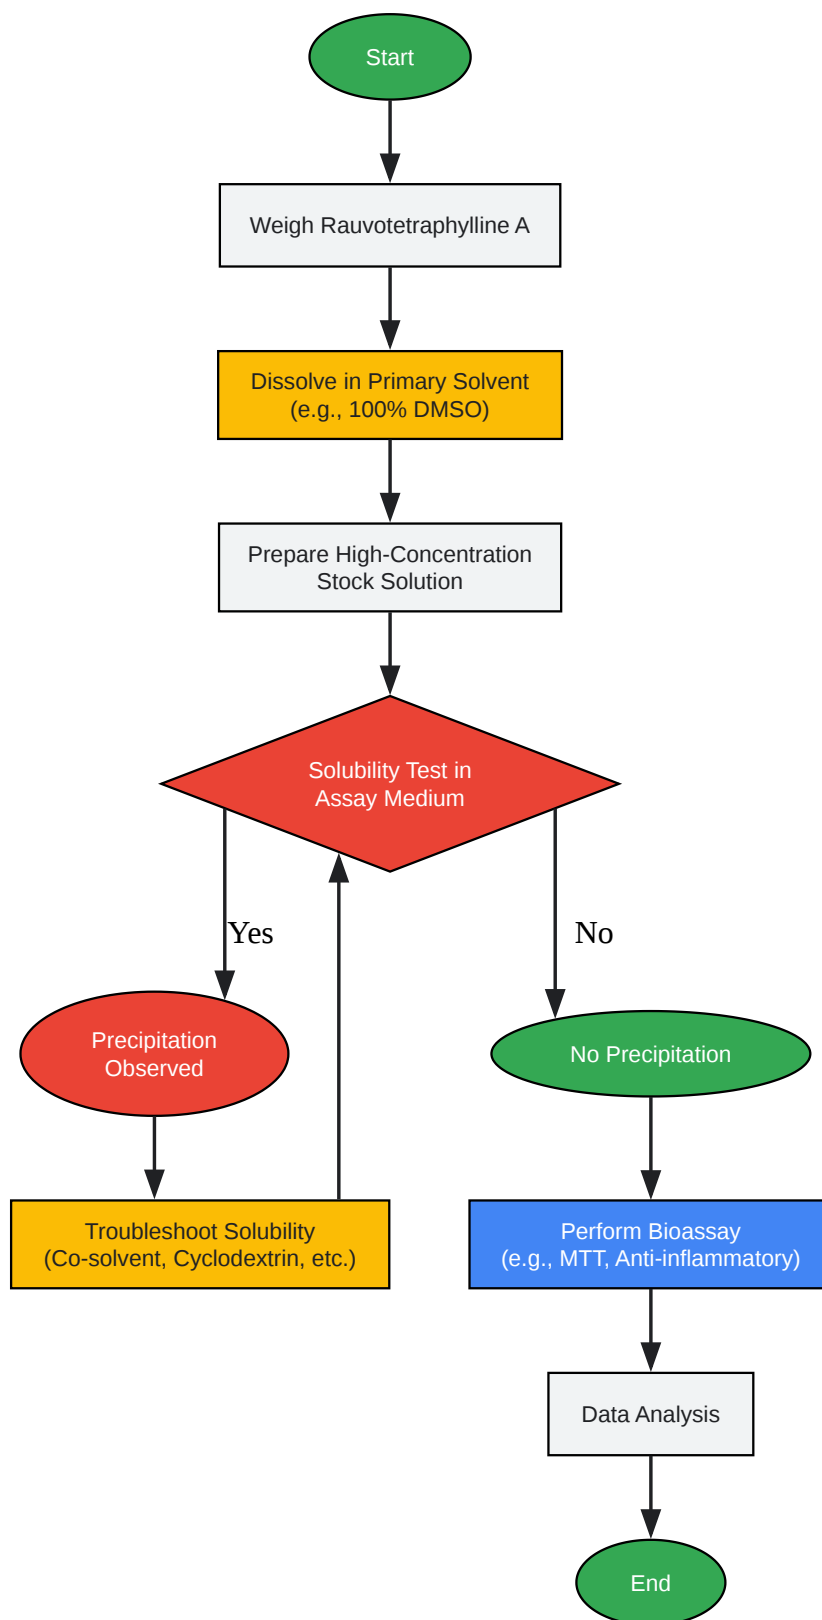 Start
Weigh Rauvotetraphylline A
Dissolve in Primary Solvent
(e.g., 100% DMSO)
Prepare High-Concentration
Stock Solution
Solubility Test in
Assay Medium
Yes
No
Precipitation
Observed
No Precipitation
Troubleshoot Solubility
(Co-solvent, Cyclodextrin, etc.)
Perform Bioassay
(e.g., MTT, Anti-inflammatory)
Data Analysis
End